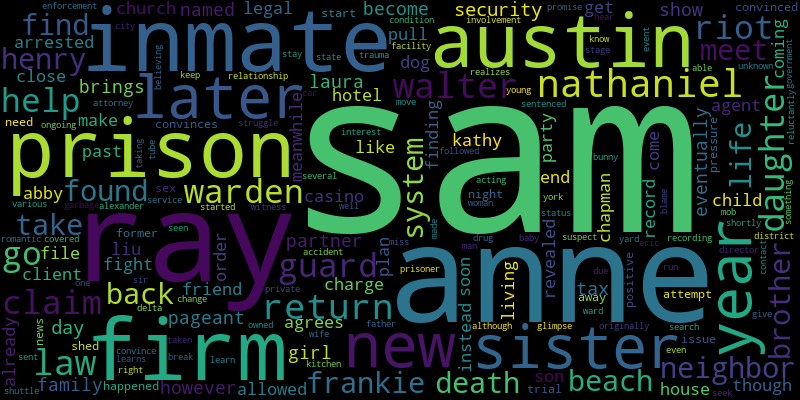 inmate
austin
sam
prison
ray
anne
firm
later
nathaniel
new
sister
year
daughter
life
riot
walter
warden
guard
return
beach
death
neighbor
brother
frankie
law
claim
take
go
back
help
henry
find
found
system
church
named
legal
become
security
get
show
meet
arrested
pull
agent
coming
convinced
close
brings
relationship
laura
dog
hotel
like
kathy
party
finding
make
past
convinces
meanwhile
casino
end
child
come
eventually
pressure
abby
record
chapman
living
revealed
tax
plan
order
partner
file
client
liu
fight
former
friend
charge
agrees
girl
pageant
day
news
shed
family
happened
however
allowed
son
trial
house
though
issue
instead
soon
already
positive
away
attempt
city
enforcement
believing
condition
trauma
stay
state
facility
involvement
promise
hear
know
stage
event
realizes
able
young
unknown
government
reluctantly
start
keep
need
ongoing
attorney
move
struggle
sentenced
car
interest
several
followed
bunny
taking
tube
sex
service
various
alexander
started
night
woman
acting
york
status
made
man
drug
baby
suspect
yard
eric
recording
blame
mob
shortly
something
romantic
covered
garbage
witness
well
miss
accident
seen
sir
change
private
prisoner
due
run
director
district
contact
one
delta
owned
father
although
glimpse
ward
originally
search
give
sent
right
convince
learns
break
taken
learn
wife
kitchen
even
seek
shuttle